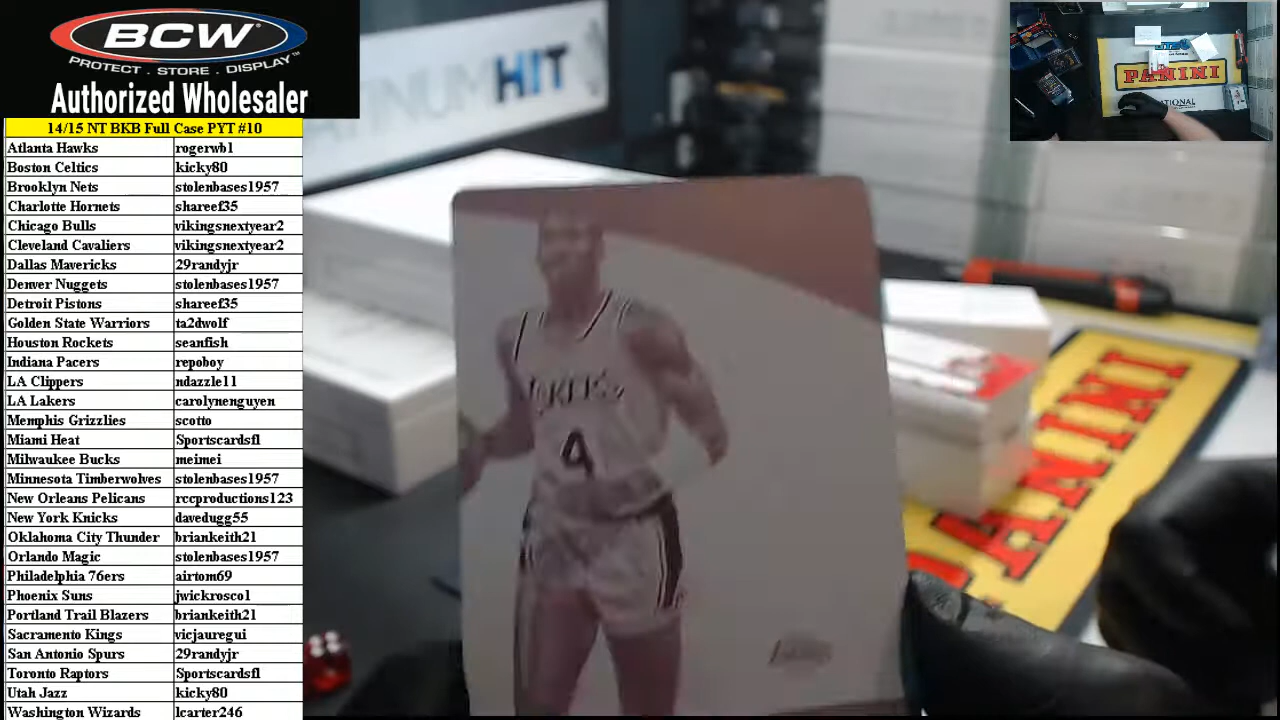 BCW
PROTECT . STORE . DISPLAY™
Authorized Wholesaler
14/15 NT BKB Full Case PYT #10
Atlanta Hawks rogerwb1
Boston Celtics kicky80
Brooklyn Nets stolenbases1957
Charlotte Hornets shareef35
Chicago Bulls vikingsnextyear2
Cleveland Cavaliers vikingsnextyear2
Dallas Mavericks 29randyjr
Denver Nuggets stolenbases1957
Detroit Pistons shareef35
Golden State Warriors ta2dwolf
Houston Rockets seanfish
Indiana Pacers repoboy
LA Clippers ndazzle11
LA Lakers carolynenguyen
Memphis Grizzlies scotto
Miami Heat Sportscardsfl
Milwaukee Bucks meimei
Minnesota Timberwolves stolenbases1957
New Orleans Pelicans rccproductions123
New York Knicks davedugg55
Oklahoma City Thunder briankeith21
Orlando Magic stolenbases1957
Philadelphia 76ers airtom69
Phoenix Suns jwickrosco1
Portland Trail Blazers briankeith21
Sacramento Kings vicjauregui
San Antonio Spurs 29randyjr
Toronto Raptors Sportscardsfl
Utah Jazz kicky80
Washington Wizards lcarter246
HIT
4
PANINI